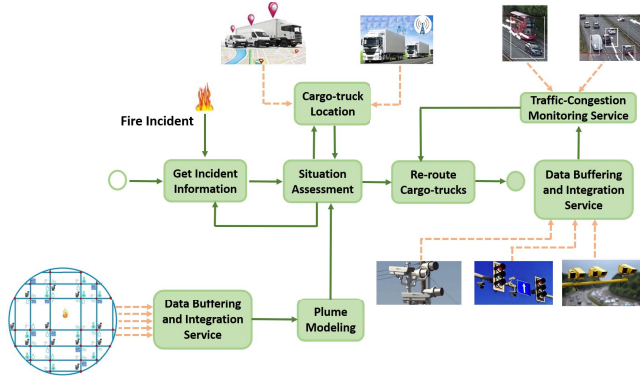 Cargo-truck
Location
Traffic-Congestion
Monitoring Service
Fire Incident
Get Incident
Information
Situation
Assessment
Re-route
Cargo-trucks
Data Buffering
and Integration
Service
Data Buffering
and Integration
Service
Plume
Modeling